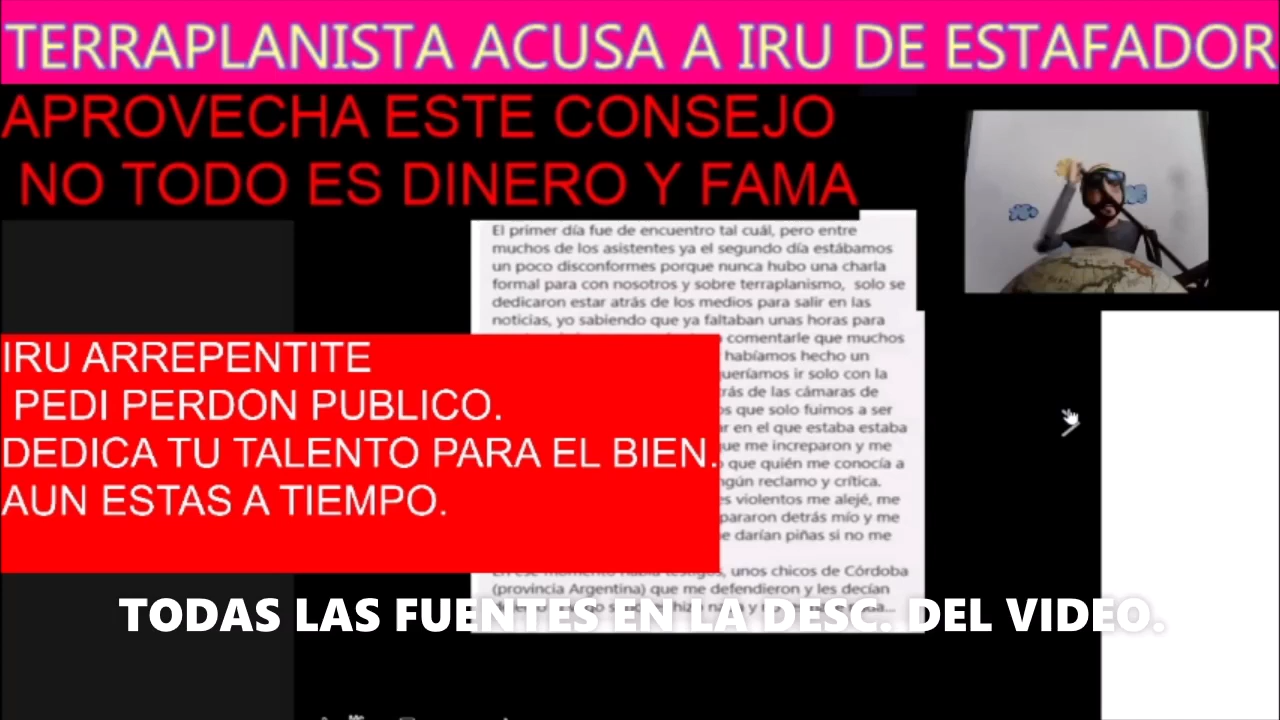 TERRAPLANISTA ACUSA A IRU DE ESTAFADOR
APROVECHA ESTE CONSEJO
NO TODO ES DINERO Y FAMA
El primer día fue de encuentro tal cuál, pero entre
muchos de los asistentes ya el segundo día estábamos
un poco disconformes porque nunca hubo una charla
formal para con nosotros y sobre terraplanismo, solo se
dedicaron estar atrás de los medios para salir en las
noticias, yo sabiendo que ya faltaban unas horas para
comentarle que muchos
habíamos hecho un
queríamos ir solo con la
cámaras de
que solo fuimos a ser
en el que estaba estaba
que me increparon y me
que quién me conocía a
reclamo y crítica.
violentos me alejé, me
pararon detrás mío y me
darían piñas si no me
IRU ARREPENTITE
PEDI PERDON PUBLICO.
DEDICA TU TALENTO PARA EL BIEN.
AUN ESTAS A TIEMPO.
unos chicos de Córdoba
(provincia Argentina) que me defendieron y les decían
TODAS LAS FUENTES EN LA DESC. DEL VIDEO.